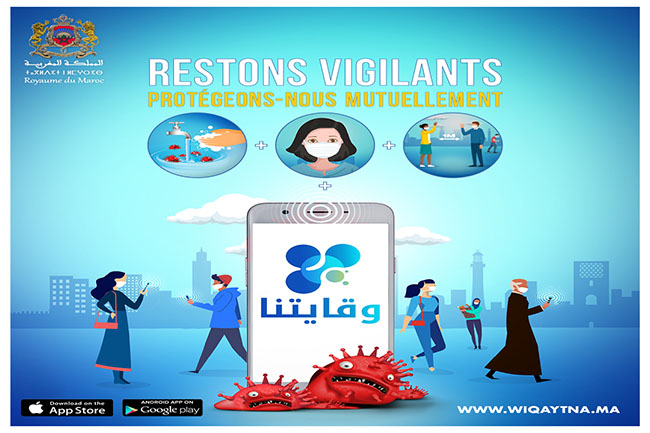 المملكة المغربية
ⵜⴰⴳⵍⴷⵉⵜ ⵏ ⵍⵎⵖⵔⵉⴱ
Royaume du Maroc
RESTONS VIGILANTS
PROTÉGEONS-NOUS MUTUELLEMENT
+
+
1M
+
وقايتنا
Download on the
App Store
ANDROID APP ON
Google play
WWW.WIQAYTNA.MA